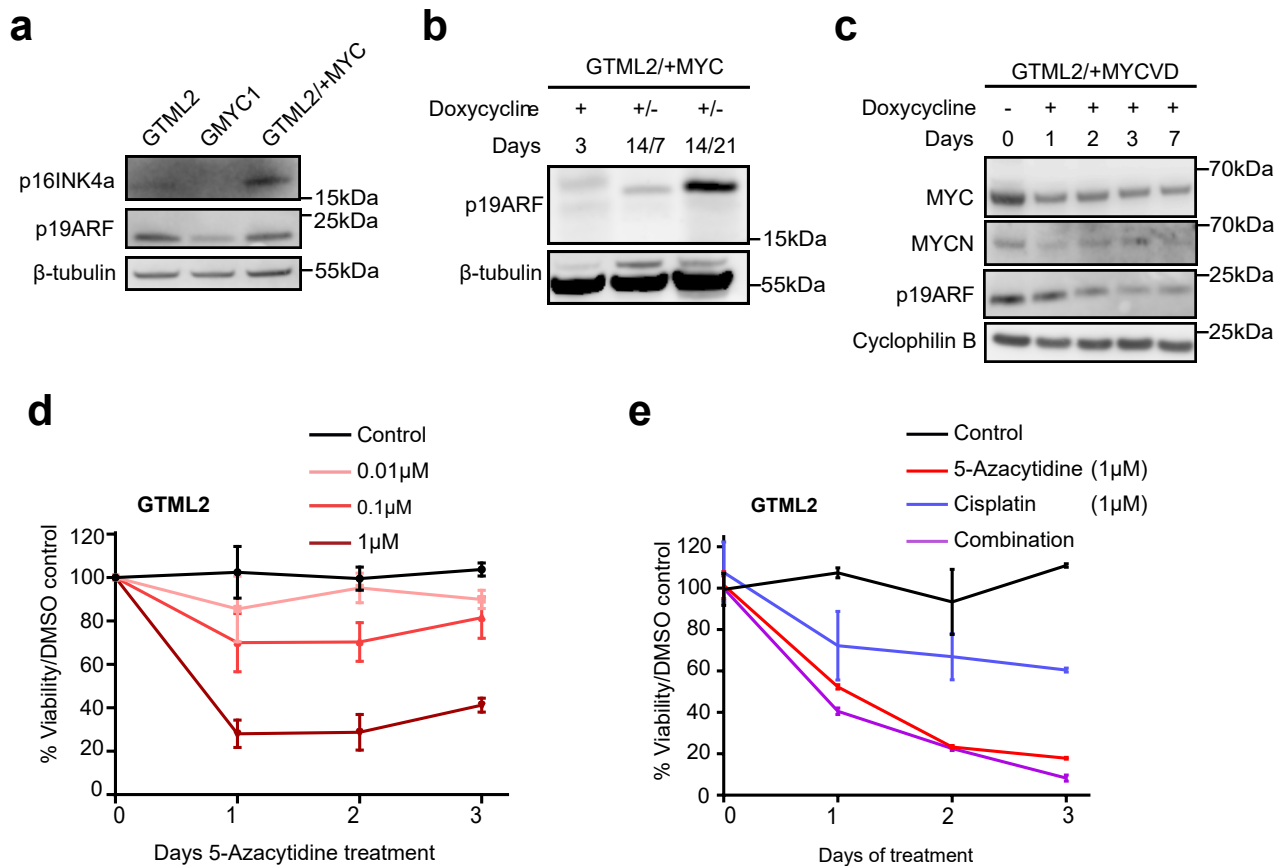 a
GTML2
GMYC1
GTML2/+MYC
p16INK4a
15kDa
25kDa
p19ARF
β-tubulin
55kDa
b
GTML2/+MYC
Doxycycline + +/- +/-
Days 3 14/7 14/21
p19ARF
15kDa
β-tubulin
55kDa
c
GTML2/+MYCVD
Doxycycline - + + + +
Days 0 1 2 3 7
70kDa
MYC
70kDa
MYCN
25kDa
p19ARF
25kDa
Cyclophilin B
d
Control
0.01µM
0.1µM
1µM
GTML2
% Viability/DMSO control
120
100
80
60
40
20
0
0 1 2 3
Days 5-Azacytidine treatment
e
Control
5-Azacytidine (1µM)
Cisplatin (1µM)
Combination
GTML2
% Viability/DMSO control
120
100
80
60
40
20
0
0 1 2 3
Days of treatment